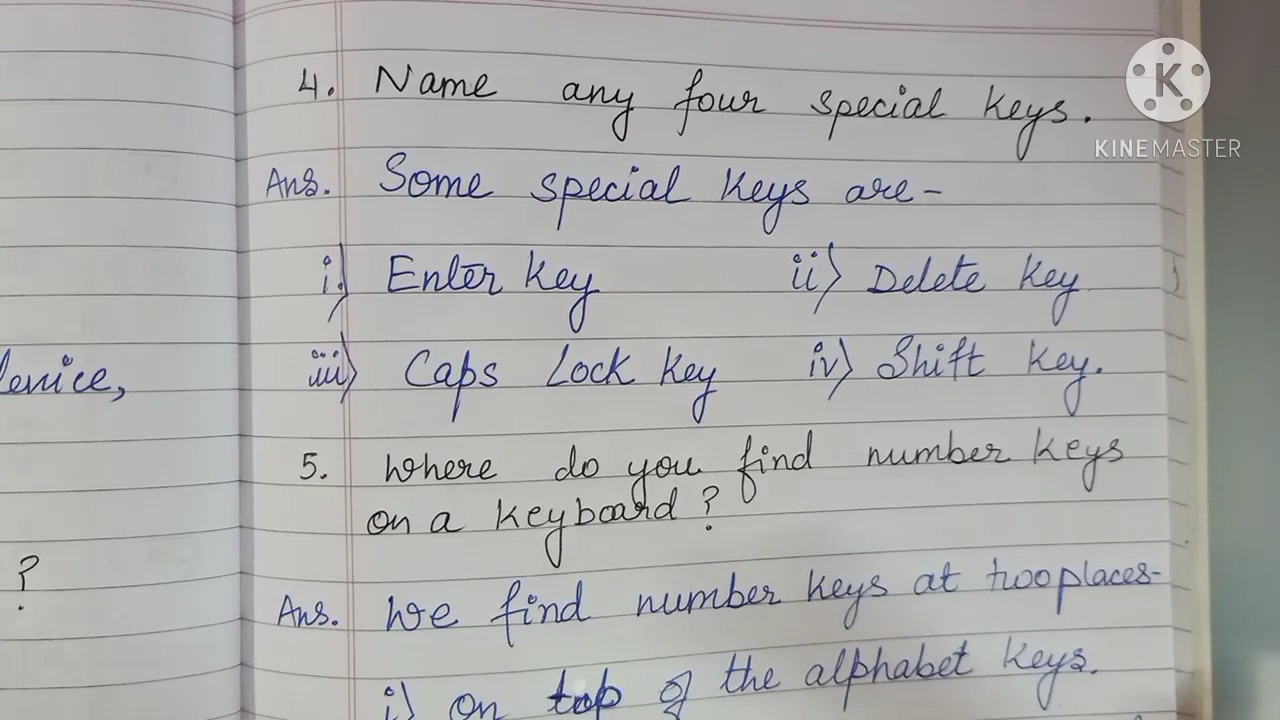 4. Name any four special keys.
Ans. Some special keys are-
i) Enter key ii) Delete key
iii) Caps Lock key iv) Shift key.
5. Where do you find number keys
on a keyboard?
Ans. We find number keys at two places-
i) on top of the alphabet keys.
?
K
KINEMASTER